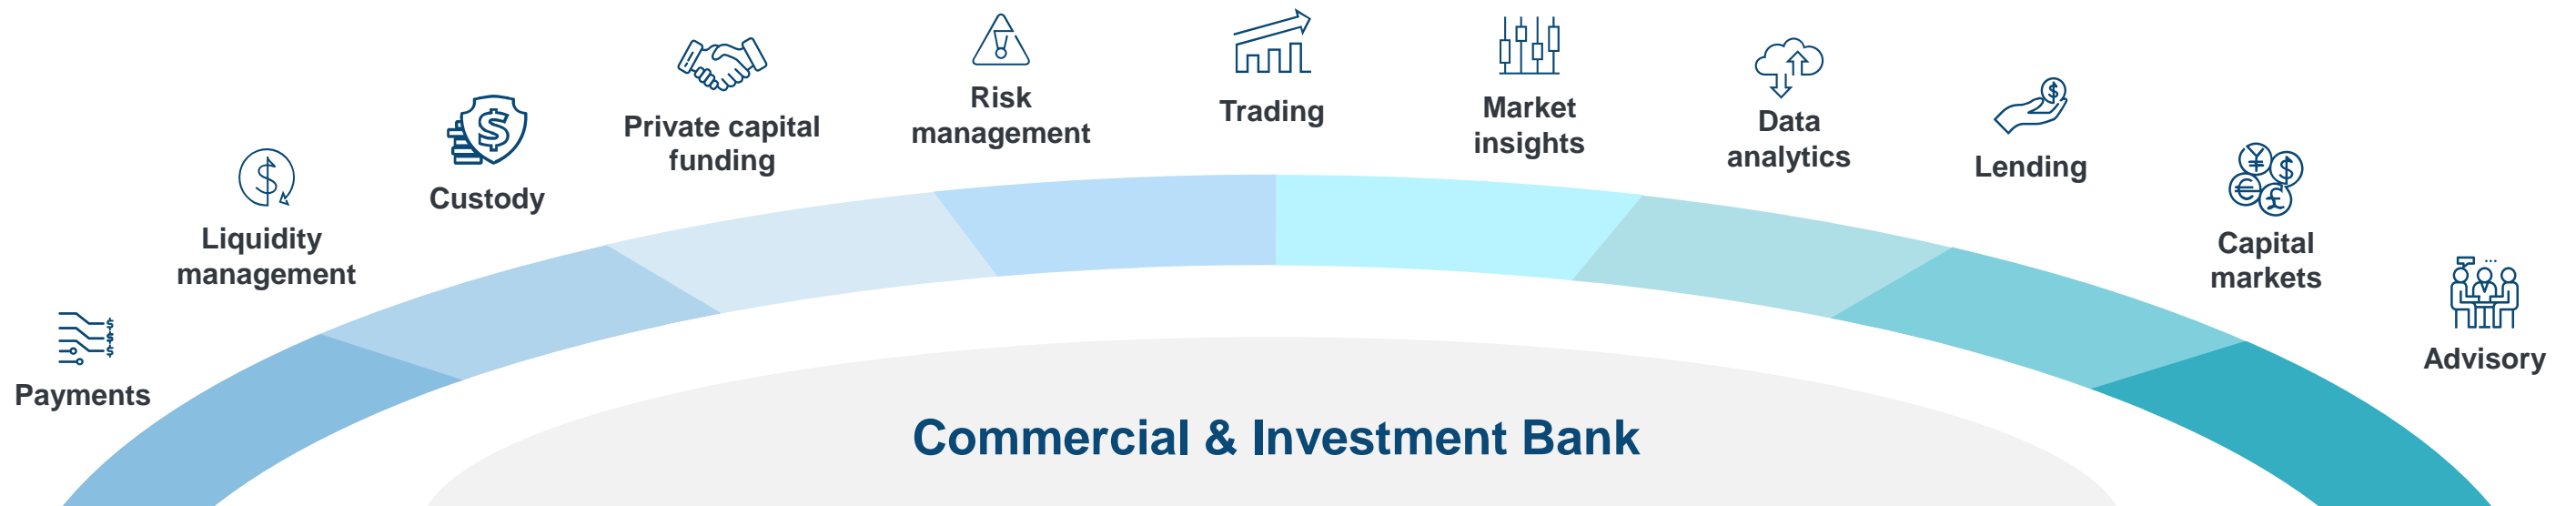 Payments
Liquidity
management
Custody
Private capital
funding
Risk
management
Trading
Market
insights
Data
analytics
Lending
Capital
markets
Advisory
Commercial & Investment Bank